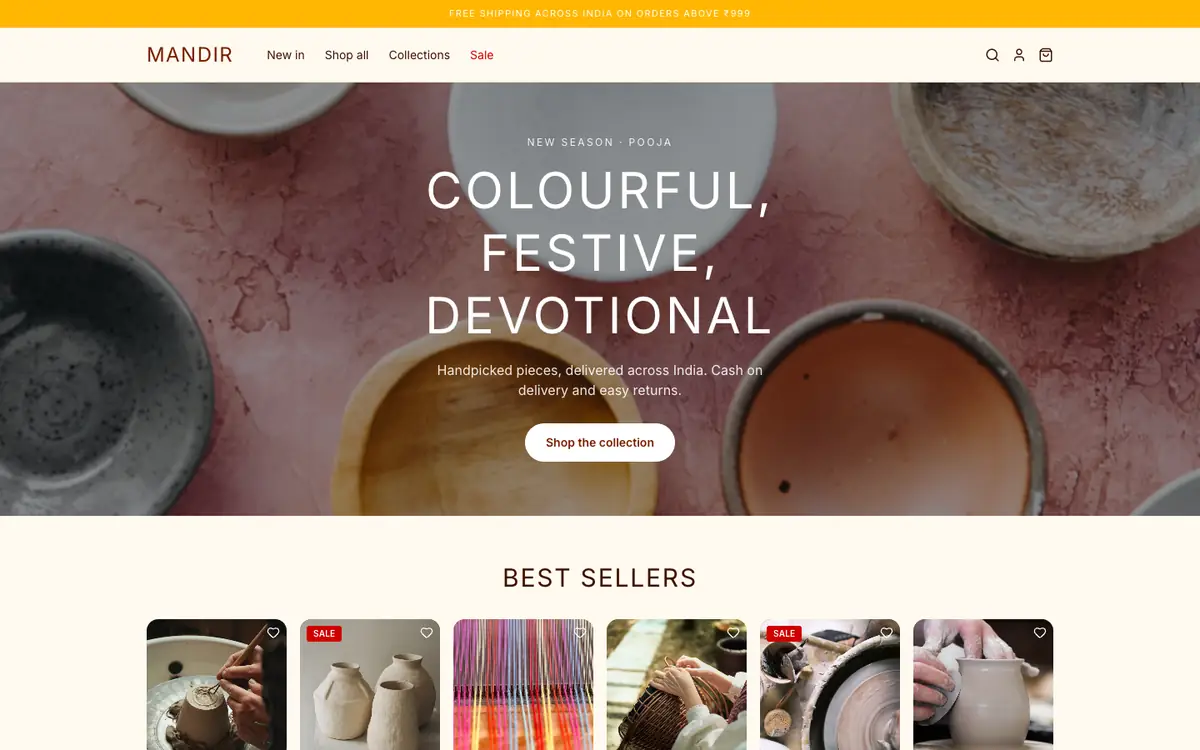 FREE SHIPPING ACROSS INDIA ON ORDERS ABOVE ₹999
MANDIR
New in
Shop all
Collections
Sale
NEW SEASON · POOJA
COLOURFUL,
FESTIVE,
DEVOTIONAL
Handpicked pieces, delivered across India. Cash on
delivery and easy returns.
Shop the collection
BEST SELLERS
SALE
SALE